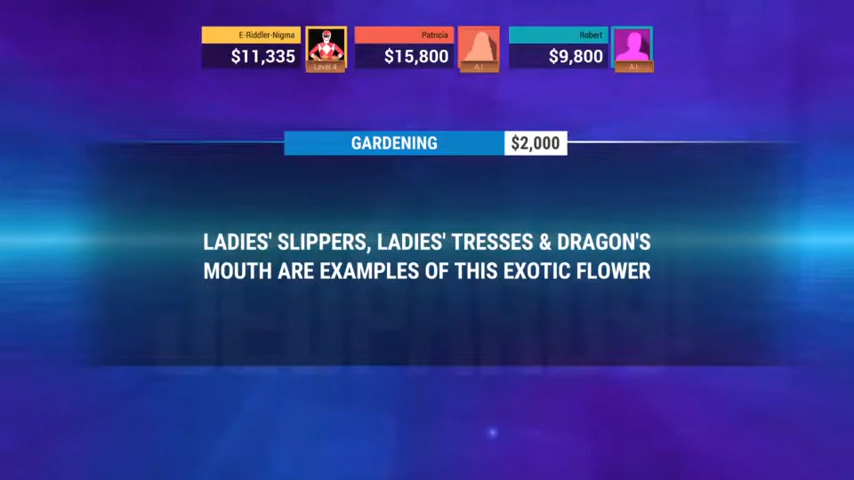 E-Riddler-Nigma
$11,335
Level 4
Patricia
$15,800
A.I.
Robert
$9,800
A.I.
GARDENING
$2,000
LADIES' SLIPPERS, LADIES' TRESSES & DRAGON'S
MOUTH ARE EXAMPLES OF THIS EXOTIC FLOWER
JEOPARDY!